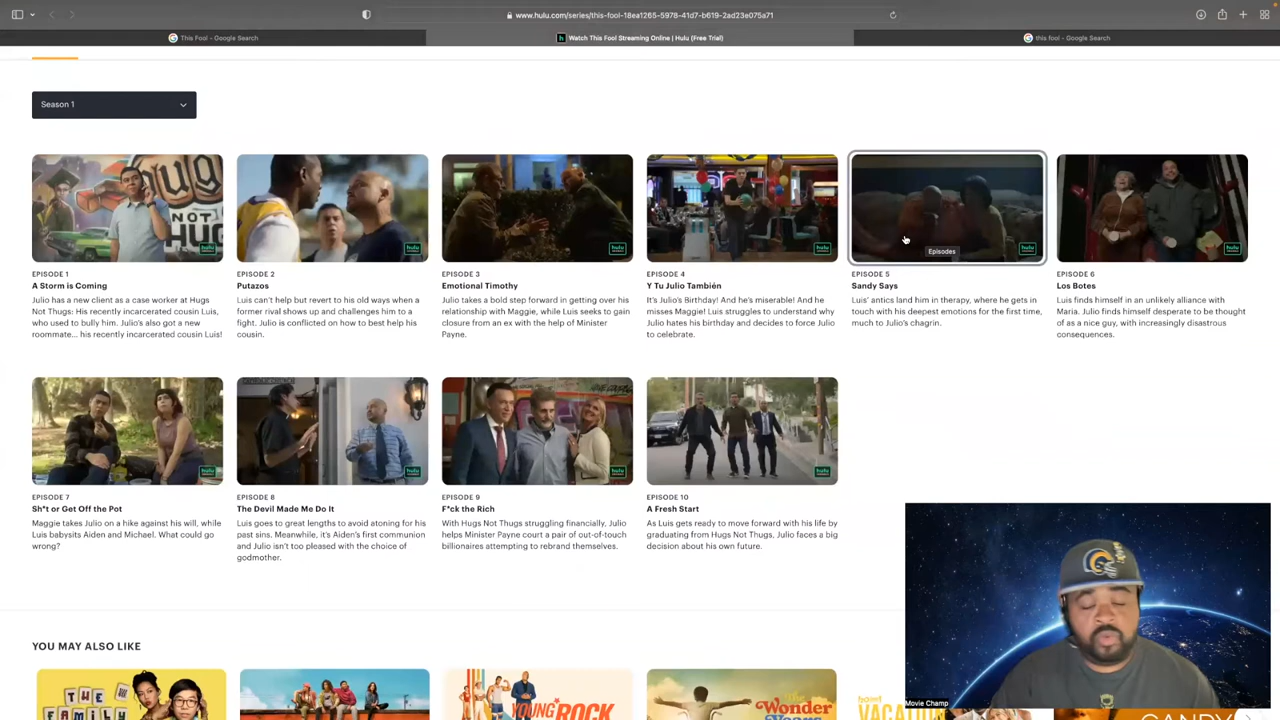 www.hulu.com/series/this-fool-18ea1265-5978-41d7-b619-2ad23e075a71
This Fool - Google Search
h Watch This Fool Streaming Online | Hulu (Free Trial)
this fool - Google Search
Season 1
hulu
hulu
hulu
hulu
Episodes
hulu
hulu
EPISODE 1
A Storm is Coming
Julio has a new client as a case worker at Hugs
Not Thugs: His recently incarcerated cousin Luis,
who used to bully him. Julio's also got a new
roommate... his recently incarcerated cousin Luis!
EPISODE 2
Putazos
Luis can't help but revert to his old ways when a
former rival shows up and challenges him to a
fight. Julio is conflicted on how to best help his
cousin.
EPISODE 3
Emotional Timothy
Julio takes a bold step forward in getting over his
relationship with Maggie, while Luis seeks to gain
closure from an ex with the help of Minister
Payne.
EPISODE 4
Y Tu Julio También
It's Julio's Birthday! And he's miserable! And he
misses Maggie! Luis struggles to understand why
Julio hates his birthday and decides to force Julio
to celebrate.
EPISODE 5
Sandy Says
Luis' antics land him in therapy, where he gets in
touch with his deepest emotions for the first time,
much to Julio's chagrin.
EPISODE 6
Los Botes
Luis finds himself in an unlikely alliance with
Maria. Julio finds himself desperate to be thought
of as a nice guy, with increasingly disastrous
consequences.
hulu
hulu
hulu
hulu
EPISODE 7
Sh*t or Get Off the Pot
Maggie takes Julio on a hike against his will, while
Luis babysits Aiden and Michael. What could go
wrong?
EPISODE 8
The Devil Made Me Do It
Luis goes to great lengths to avoid atoning for his
past sins. Meanwhile, it's Aiden's first communion
and Julio isn't too pleased with the choice of
godmother.
EPISODE 9
F*ck the Rich
With Hugs Not Thugs struggling financially, Julio
helps Minister Payne court a pair of out-of-touch
billionaires attempting to rebrand themselves.
EPISODE 10
A Fresh Start
As Luis gets ready to move forward with his life by
graduating from Hugs Not Thugs, Julio faces a big
decision about his own future.
YOU MAY ALSO LIKE
THE
YOUNG ROCK
the Wonder
VACATION
CANDY
Movie Champ